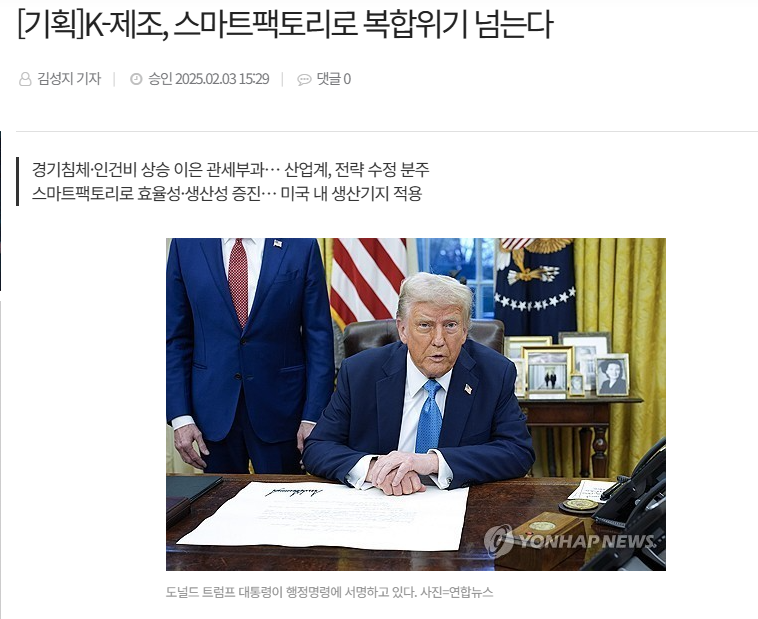 [기획]K-제조, 스마트팩토리로 복합위기 넘는다
김성지 기자 | 승인 2025.02.03 15:29 | 댓글 0
경기침체·인건비 상승 이은 관세부과… 산업계, 전략 수정 분주
스마트팩토리로 효율성·생산성 증진… 미국 내 생산기지 적용
YONHAP NEWS
도널드 트럼프 대통령이 행정명령에 서명하고 있다. 사진=연합뉴스